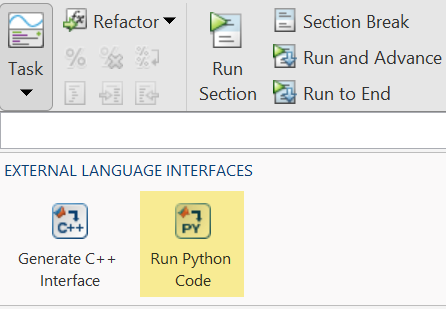 Refactor
Task
Run
Section
Section Break
Run and Advance
Run to End
EXTERNAL LANGUAGE INTERFACES
C++
Generate C++
Interface
PY
Run Python
Code